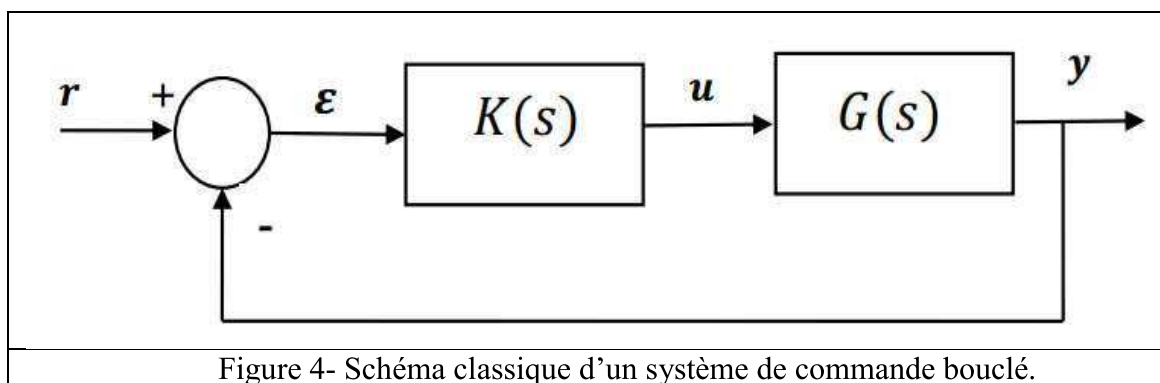 r + ε K(s) u G(s) y
-
Figure 4- Schéma classique d’un système de commande bouclé.